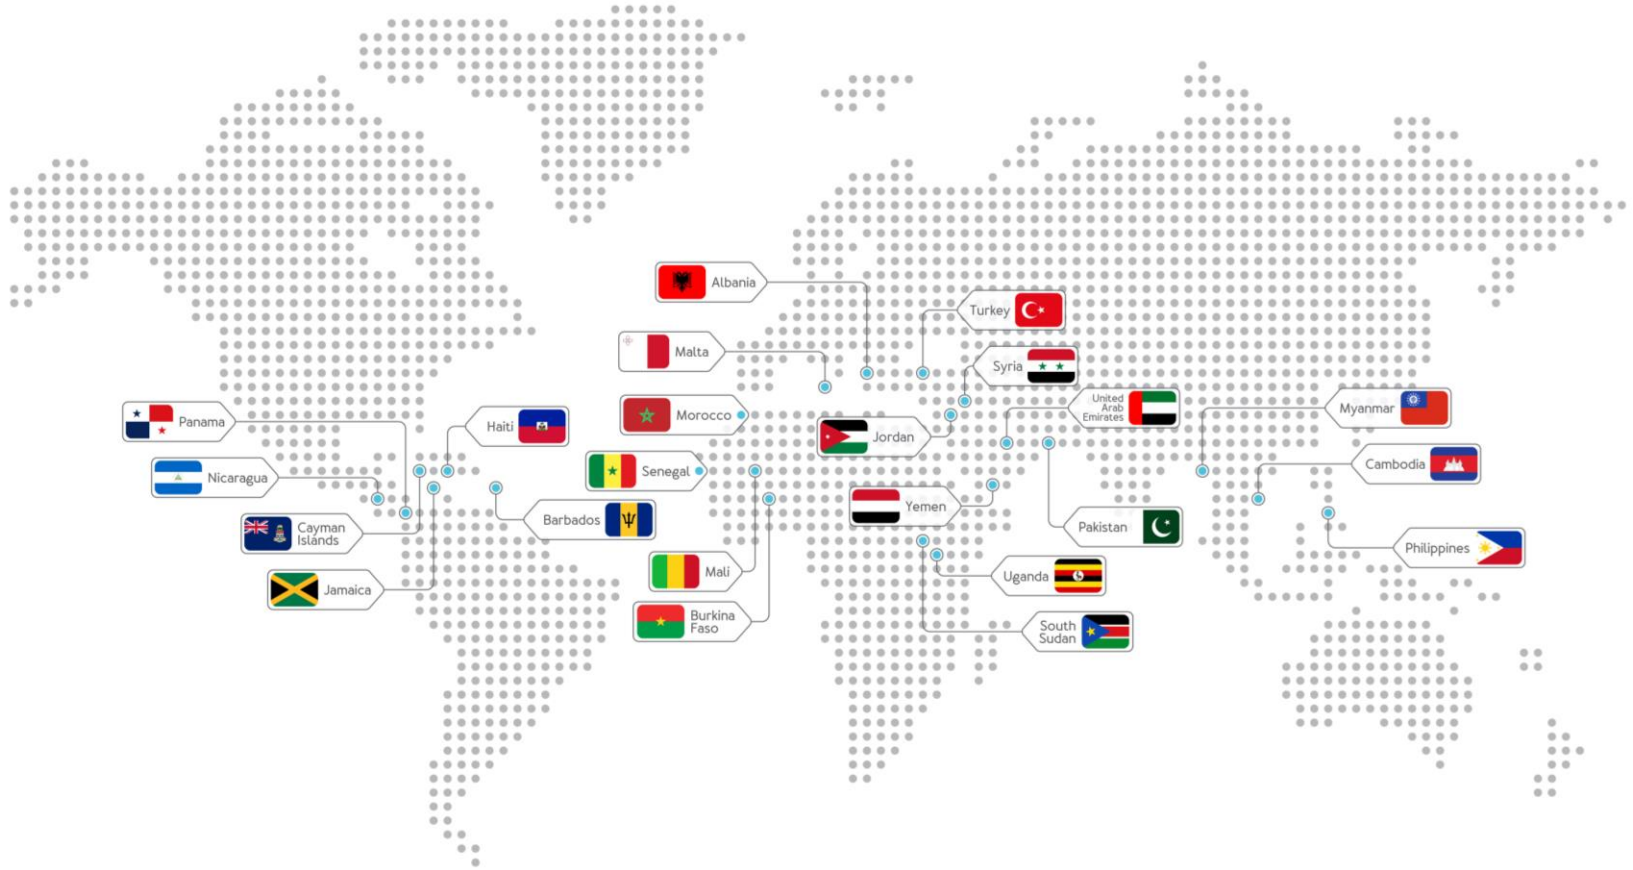 Albania
Turkey
Malta
Syria
Panama
Haiti
Morocco
Jordan
United
Arab
Emirates
Myanmar
Nicaragua
Senegal
Cambodia
Cayman
Islands
Barbados
Yemen
Pakistan
Philippines
Jamaica
Mali
Uganda
Burkina
Faso
South
Sudan